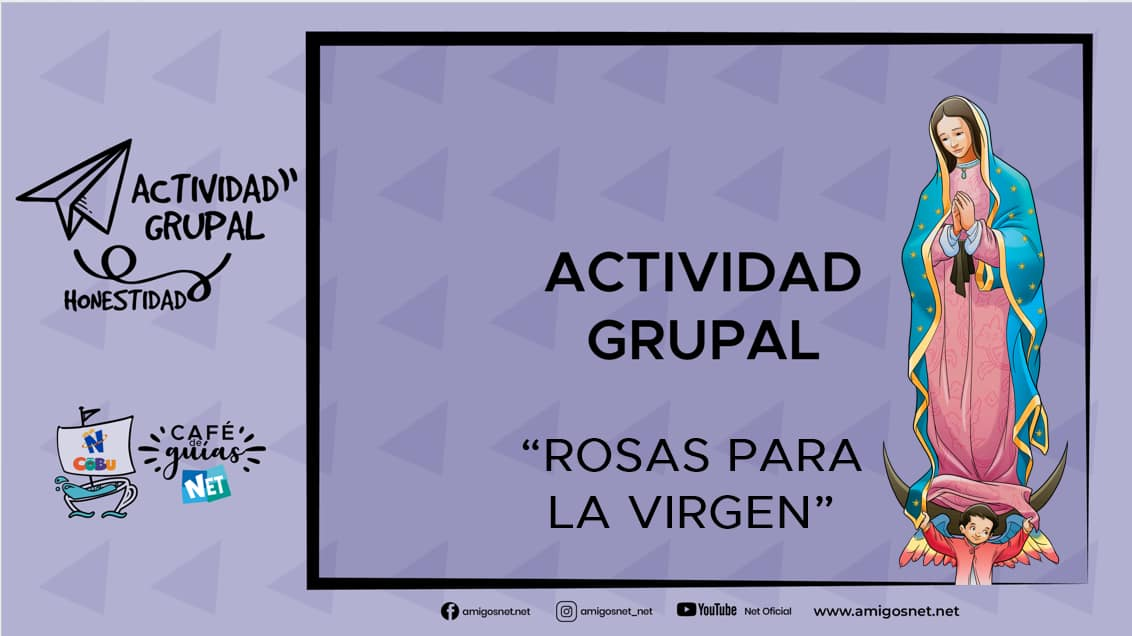 ACTIVIDAD
GRUPAL
HONESTIDAD
N
COBU
CAFÉ
de
guías
NET
ACTIVIDAD
GRUPAL
“ROSAS PARA
LA VIRGEN”
amigosnet.net
amigosnet_net
YouTube Net Oficial
www.amigosnet.net